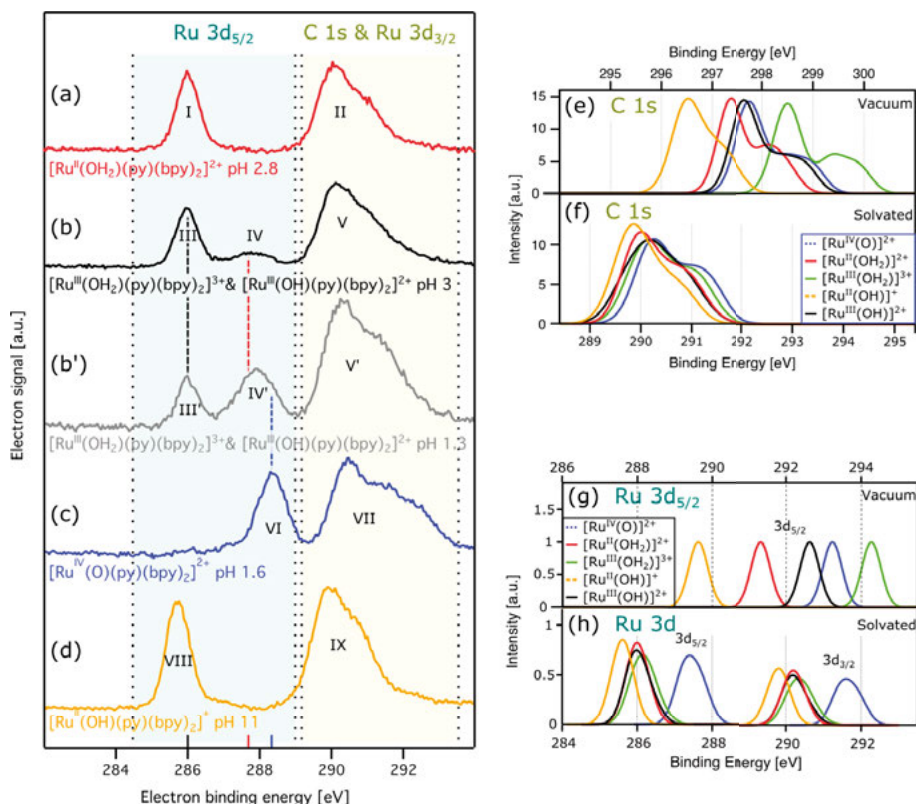 Ru 3d5/2
C 1s & Ru 3d3/2
(a)
I
II
[RuII(OH2)(py)(bpy)2]2+ pH 2.8
(b)
III
IV
V
[RuIII(OH2)(py)(bpy)2]3+& [RuIII(OH)(py)(bpy)2]2+ pH 3
(b')
III'
IV'
V'
[RuIII(OH2)(py)(bpy)2]3+& [RuIII(OH)(py)(bpy)2]2+ pH 1.3
(c)
VI
VII
[RuIV(O)(py)(bpy)2]2+ pH 1.6
(d)
VIII
IX
[RuII(OH)(py)(bpy)2]+ pH 11
284 286 288 290 292
Electron binding energy [eV]
Electron signal [a.u.]
Binding Energy [eV]
295 296 297 298 299 300
(e) C 1s
Vacuum
15
10
5
0
(f) C 1s
Solvated
15
10
5
0
[RuIV(O)]2+
[RuII(OH2)]2+
[RuIII(OH2)]3+
[RuII(OH)]+
[RuIII(OH)]2+
Intensity [a.u.]
289 290 291 292 293 294 295
Binding Energy [eV]
286 288 290 292 294
(g) Ru 3d5/2
Vacuum
1.5
1
0.5
0
[RuIV(O)]2+
[RuII(OH2)]2+
[RuIII(OH2)]3+
[RuII(OH)]+
[RuIII(OH)]2+
3d5/2
(h) Ru 3d
Solvated
1
0.5
0
3d5/2
3d3/2
Intensity [a.u.]
284 286 288 290 292
Binding Energy [eV]